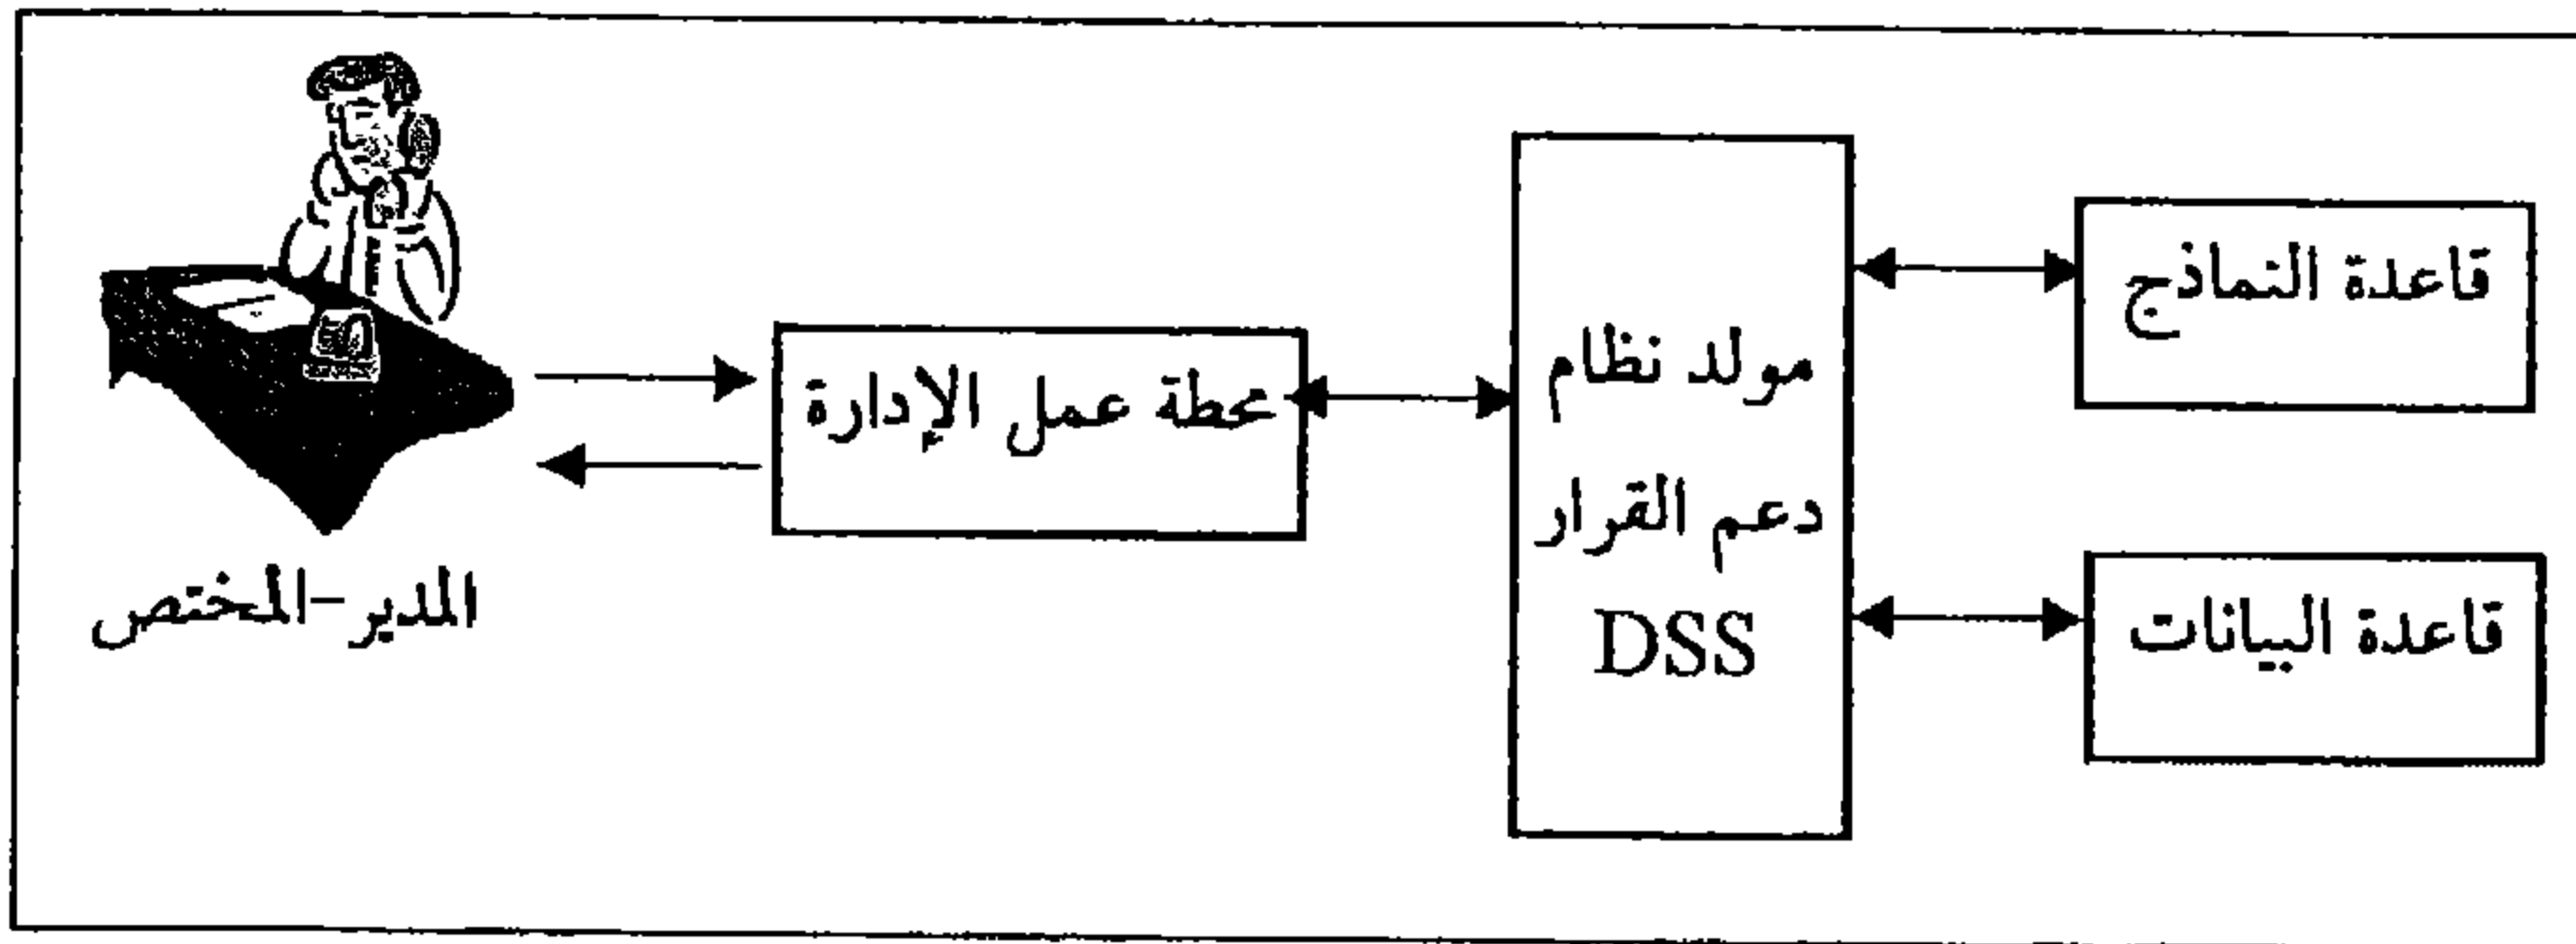 قاعدة النماذج
قاعدة البيانات
مولد نظام
دعم القرار
DSS
محطة عمل الإدارة
المدير-المختص